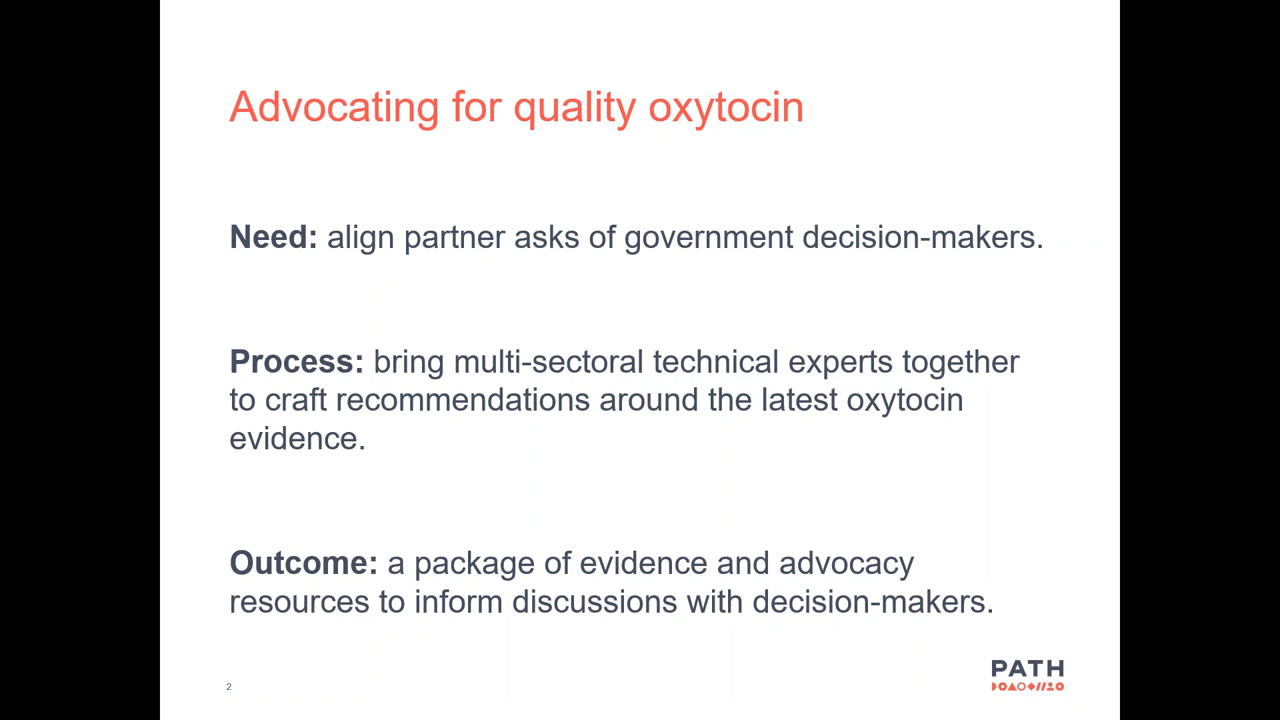 Advocating for quality oxytocin
Need: align partner asks of government decision-makers.
Process: bring multi-sectoral technical experts together
to craft recommendations around the latest oxytocin
evidence.
Outcome: a package of evidence and advocacy
resources to inform discussions with decision-makers.
2
PATH